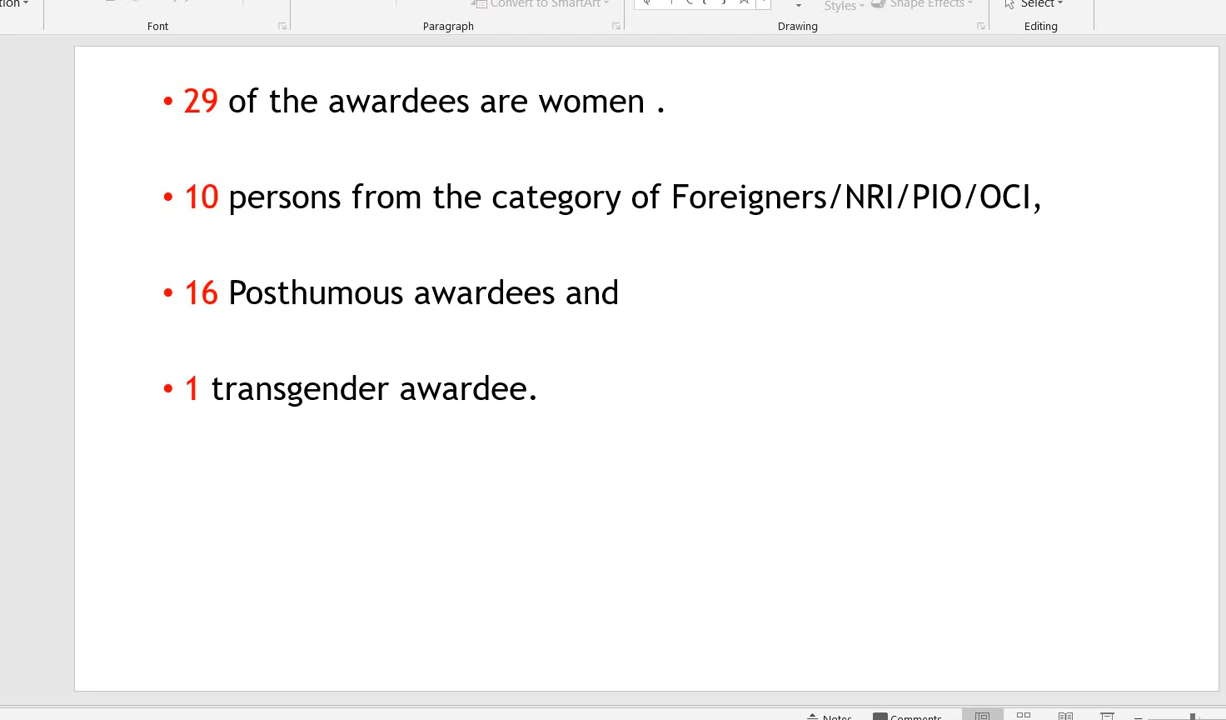 Convert to SmartArt
Styles
Shape Effects
Select
Font
Paragraph
Drawing
Editing
• 29 of the awardees are women .
• 10 persons from the category of Foreigners/NRI/PIO/OCI,
• 16 Posthumous awardees and
• 1 transgender awardee.
Notes
Comments